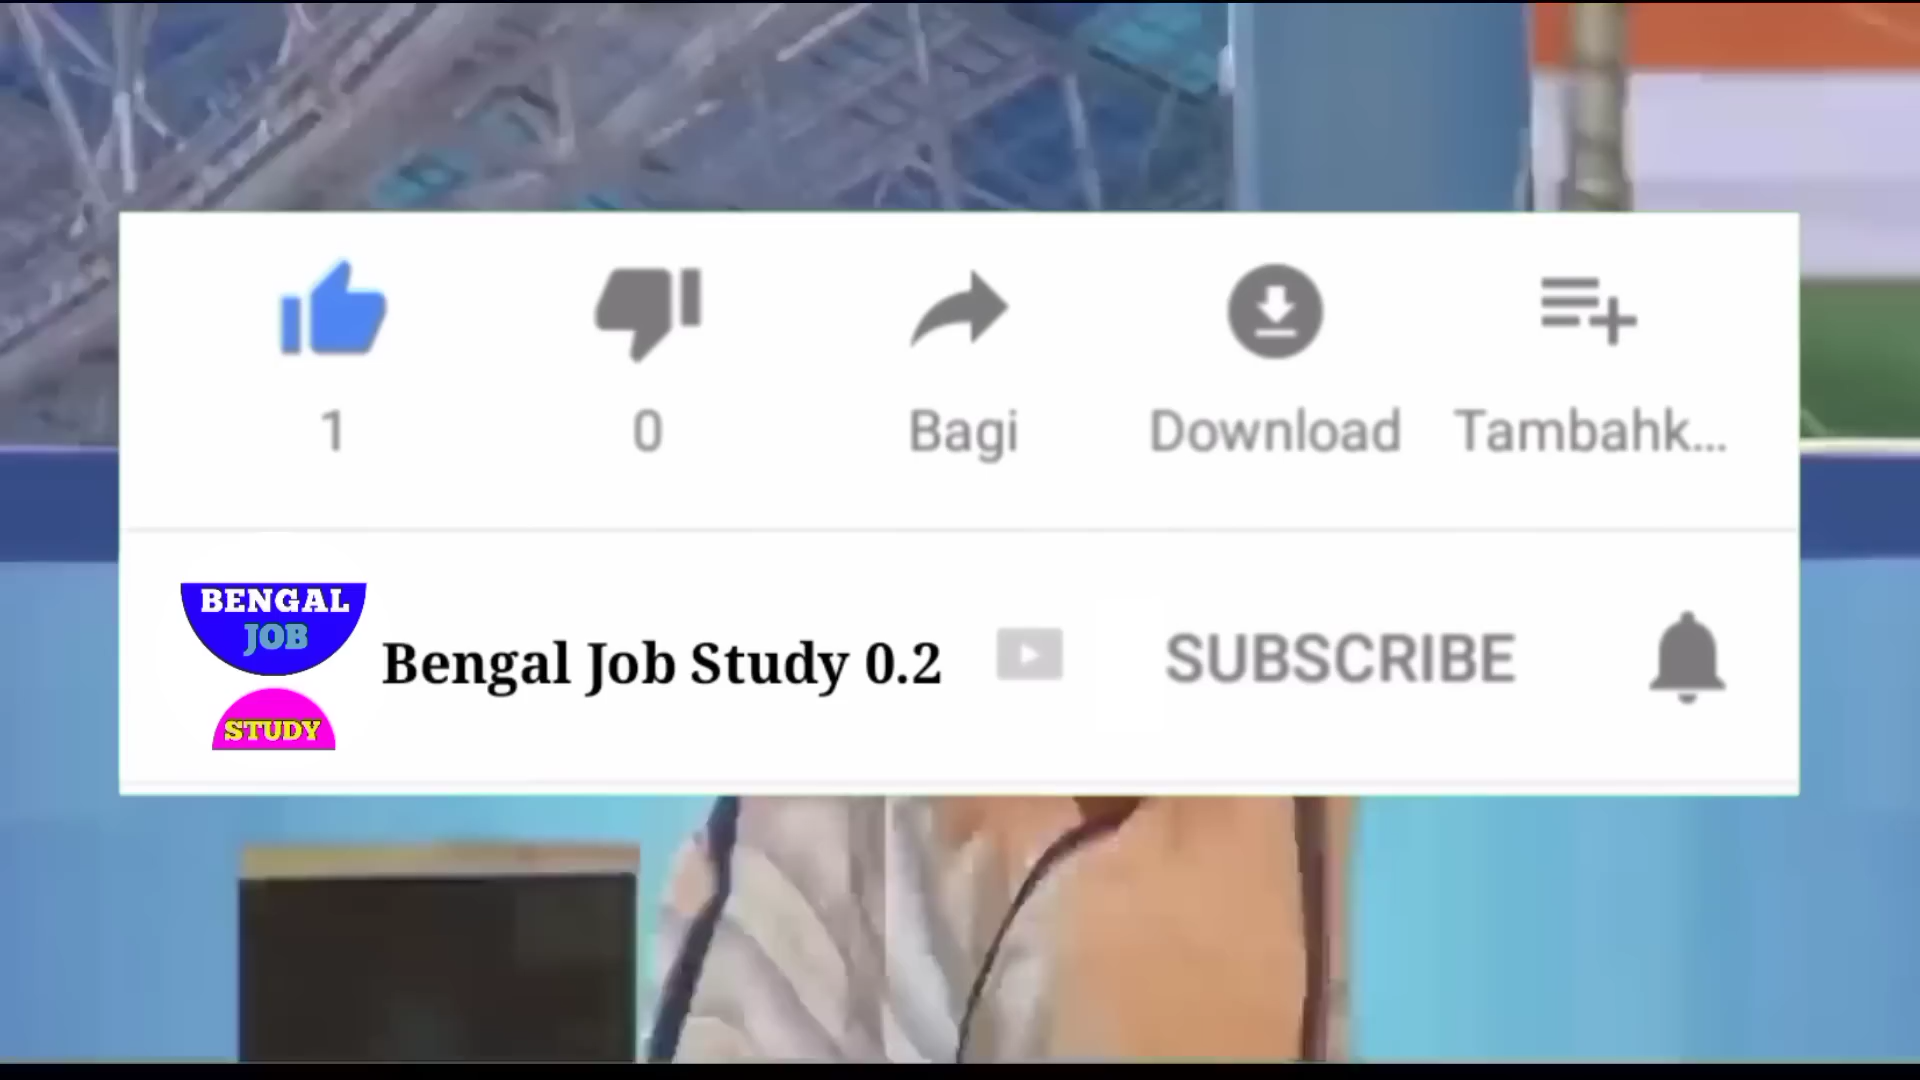 1 0 Bagi Download Tambahk...
BENGAL
JOB
STUDY
Bengal Job Study 0.2 SUBSCRIBE